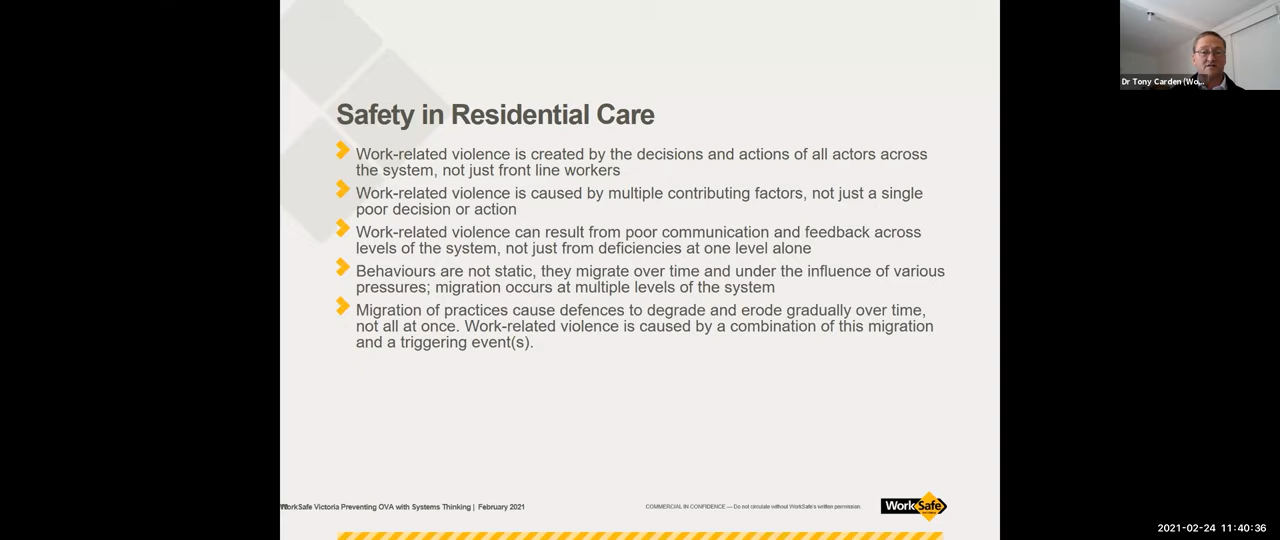 Safety in Residential Care
Work-related violence is created by the decisions and actions of all actors across
the system, not just front line workers
Work-related violence is caused by multiple contributing factors, not just a single
poor decision or action
Work-related violence can result from poor communication and feedback across
levels of the system, not just from deficiencies at one level alone
Behaviours are not static, they migrate over time and under the influence of various
pressures; migration occurs at multiple levels of the system
Migration of practices cause defences to degrade and erode gradually over time,
not all at once. Work-related violence is caused by a combination of this migration
and a triggering event(s).
WorkSafe Victoria Preventing OVA with Systems Thinking | February 2021
COMMERCIAL IN CONFIDENCE — Do not circulate without WorkSafe's written permission.
WorkSafe
VICTORIA
Dr Tony Carden (Wo...
2021-02-24 11:40:36